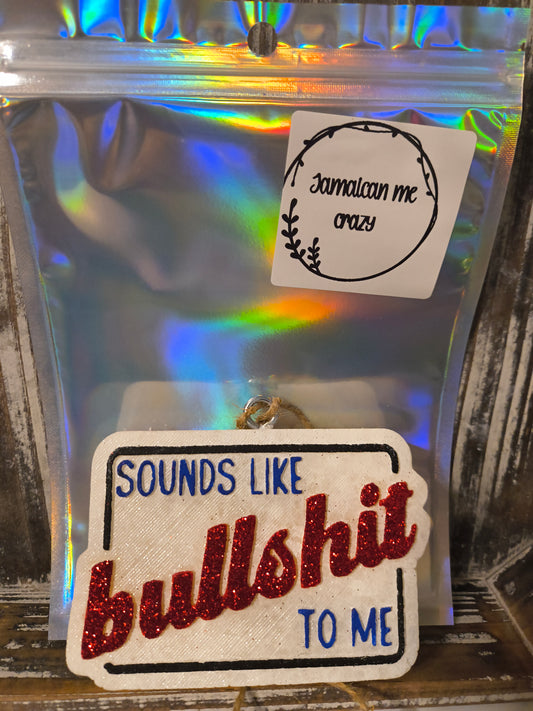 Jamaican me
crazy
SOUNDS LIKE
bullshit
TO ME